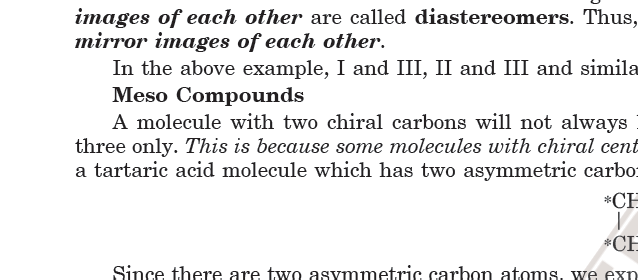 images of each other are called diastereomers. Thus,
mirror images of each other.
In the above example, I and III, II and III and simila
Meso Compounds
A molecule with two chiral carbons will not always
three only. This is because some molecules with chiral cent
a tartaric acid molecule which has two asymmetric carbo
*CH
|
*CH
Since there are two asymmetric carbon atoms, we exp